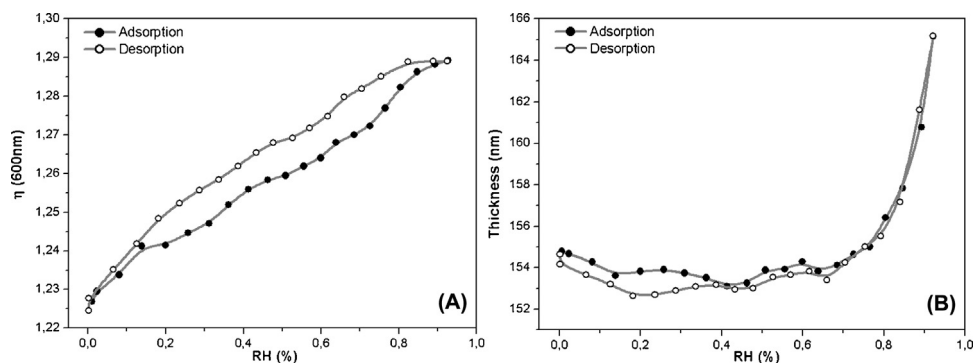 1,30
1,29
1,28
1,27
1,26
1,25
1,24
1,23
1,22
η (600nm)
Adsorption
Desorption
(A)
0,0 0,2 0,4 0,6 0,8 1,0
RH (%)
166
164
162
160
158
156
154
152
Thickness (nm)
Adsorption
Desorption
(B)
0,0 0,2 0,4 0,6 0,8 1,0
RH (%)